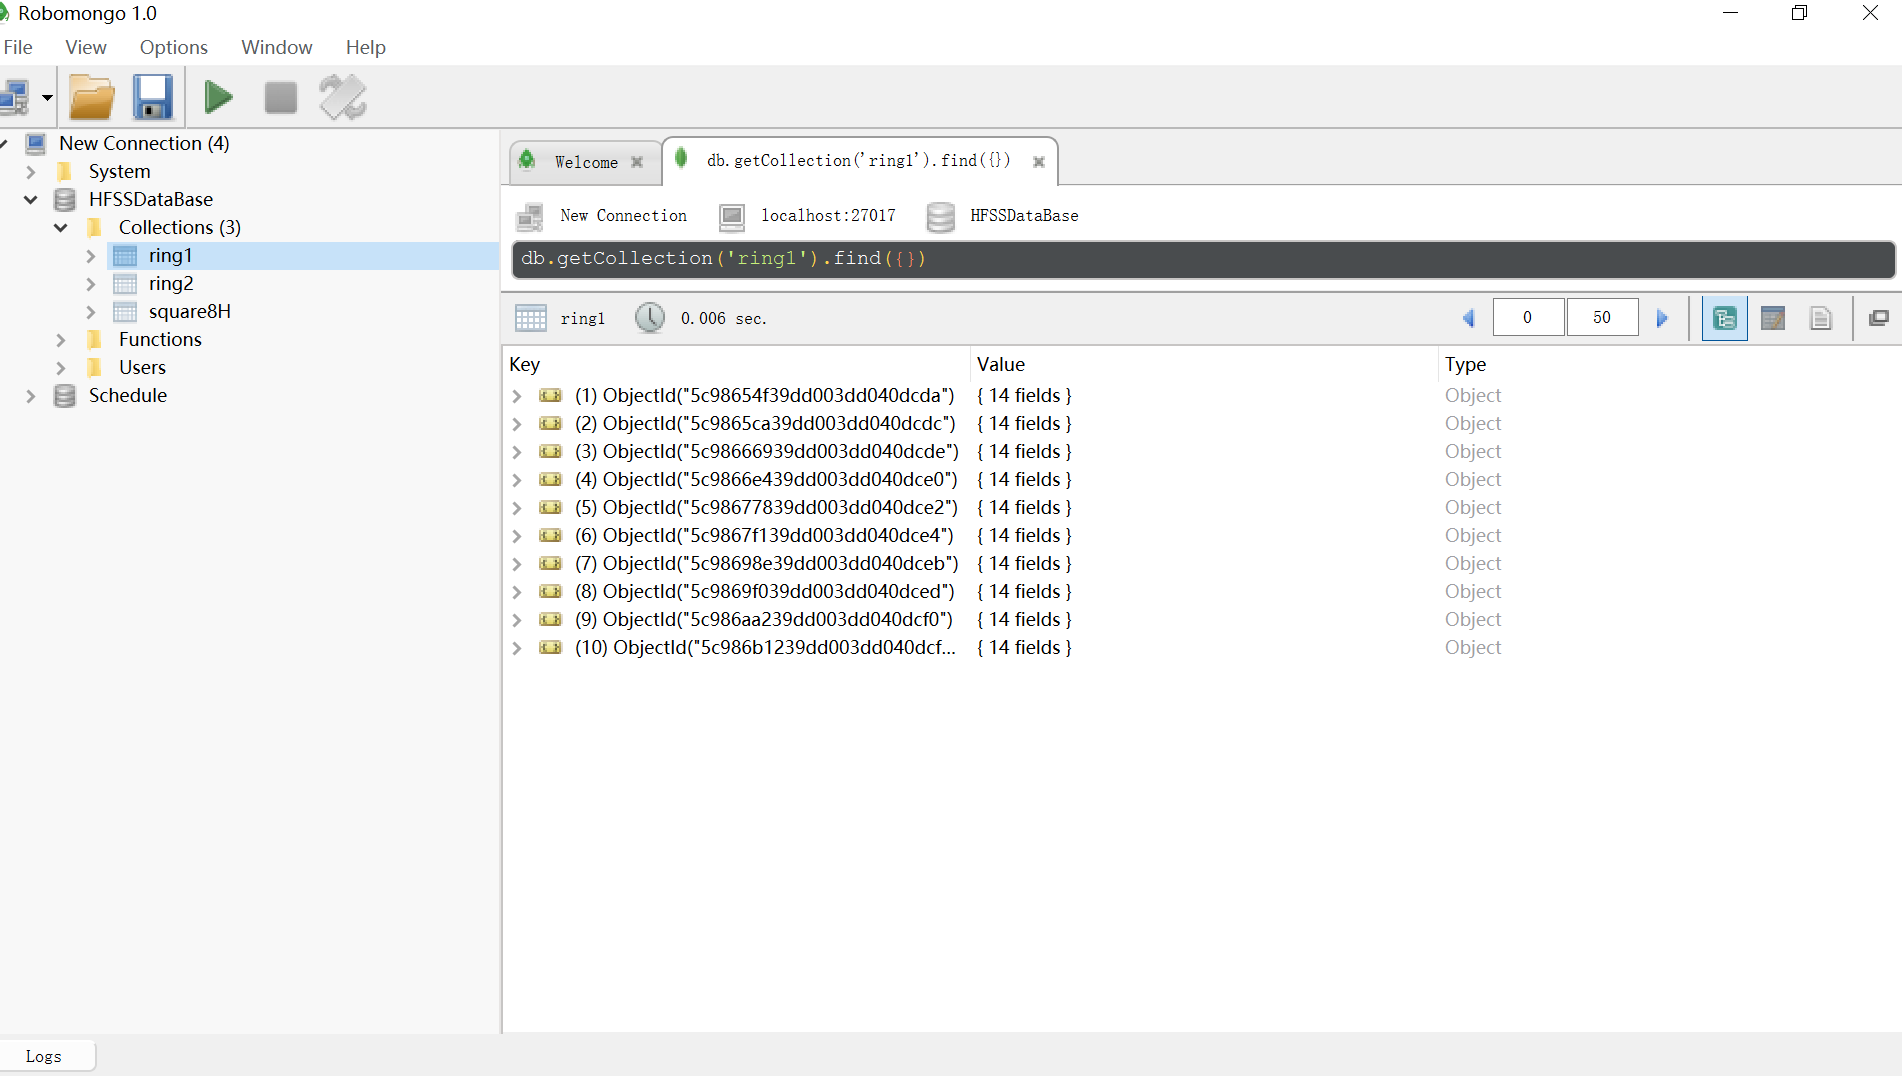 Robomongo 1.0
File View Options Window Help
New Connection (4)
System
HFSSDataBase
Collections (3)
ring1
ring2
square8H
Functions
Users
Schedule
Welcome
db.getCollection('ring1').find({})
New Connection localhost:27017 HFSSDataBase
db.getCollection('ring1').find({})
ring1 0.006 sec. 0 50
Key Value Type
(1) ObjectId("5c98654f39dd003dd040dcda") { 14 fields } Object
(2) ObjectId("5c9865ca39dd003dd040dcdc") { 14 fields } Object
(3) ObjectId("5c98666939dd003dd040dcde") { 14 fields } Object
(4) ObjectId("5c9866e439dd003dd040dce0") { 14 fields } Object
(5) ObjectId("5c98677839dd003dd040dce2") { 14 fields } Object
(6) ObjectId("5c9867f139dd003dd040dce4") { 14 fields } Object
(7) ObjectId("5c98698e39dd003dd040dceb") { 14 fields } Object
(8) ObjectId("5c9869f039dd003dd040dced") { 14 fields } Object
(9) ObjectId("5c986aa239dd003dd040dcf0") { 14 fields } Object
(10) ObjectId("5c986b1239dd003dd040dcf... { 14 fields } Object
Logs